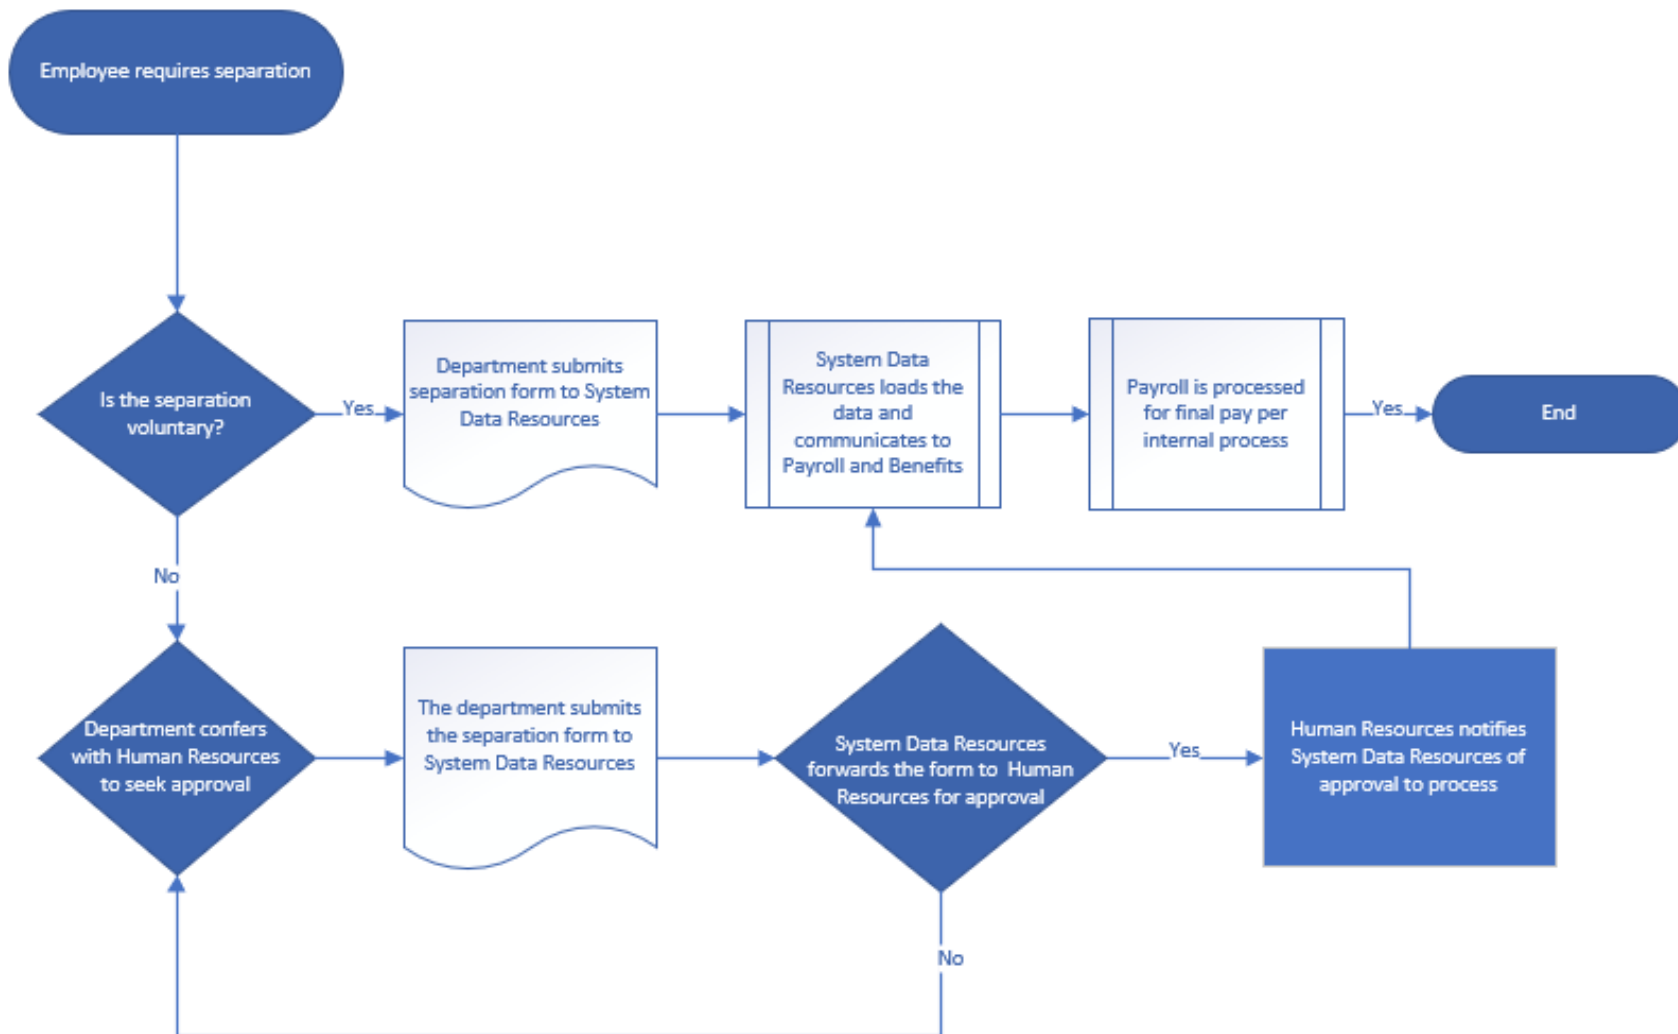 Employee requires separation
Is the separation
voluntary?
Yes
Department submits
separation form to System
Data Resources
System Data
Resources loads the
data and
communicates to
Payroll and Benefits
Payroll is processed
for final pay per
internal process
Yes
End
No
Department confers
with Human Resources
to seek approval
The department submits
the separation form to
System Data Resources
System Data Resources
forwards the form to Human
Resources for approval
Yes
Human Resources notifies
System Data Resources of
approval to process
No